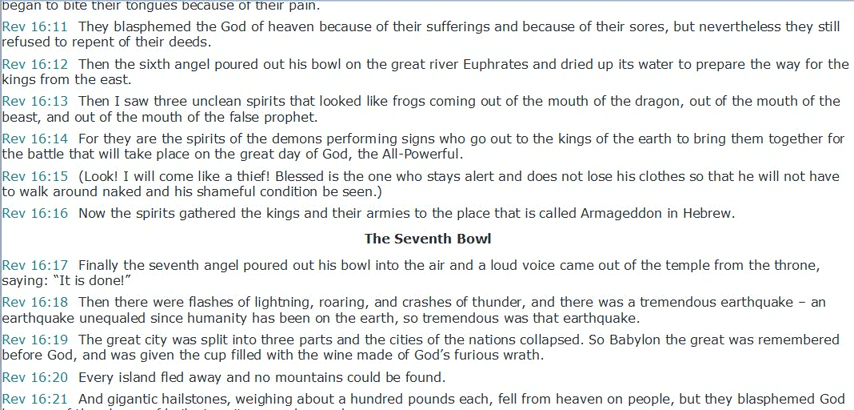 began to bite their tongues because of their pain.
Rev 16:11 They blasphemed the God of heaven because of their sufferings and because of their sores, but nevertheless they still
refused to repent of their deeds.
Rev 16:12 Then the sixth angel poured out his bowl on the great river Euphrates and dried up its water to prepare the way for the
kings from the east.
Rev 16:13 Then I saw three unclean spirits that looked like frogs coming out of the mouth of the dragon, out of the mouth of the
beast, and out of the mouth of the false prophet.
Rev 16:14 For they are the spirits of the demons performing signs who go out to the kings of the earth to bring them together for
the battle that will take place on the great day of God, the All-Powerful.
Rev 16:15 (Look! I will come like a thief! Blessed is the one who stays alert and does not lose his clothes so that he will not have
to walk around naked and his shameful condition be seen.)
Rev 16:16 Now the spirits gathered the kings and their armies to the place that is called Armageddon in Hebrew.
The Seventh Bowl
Rev 16:17 Finally the seventh angel poured out his bowl into the air and a loud voice came out of the temple from the throne,
saying: “It is done!”
Rev 16:18 Then there were flashes of lightning, roaring, and crashes of thunder, and there was a tremendous earthquake – an
earthquake unequaled since humanity has been on the earth, so tremendous was that earthquake.
Rev 16:19 The great city was split into three parts and the cities of the nations collapsed. So Babylon the great was remembered
before God, and was given the cup filled with the wine made of God’s furious wrath.
Rev 16:20 Every island fled away and no mountains could be found.
Rev 16:21 And gigantic hailstones, weighing about a hundred pounds each, fell from heaven on people, but they blasphemed God